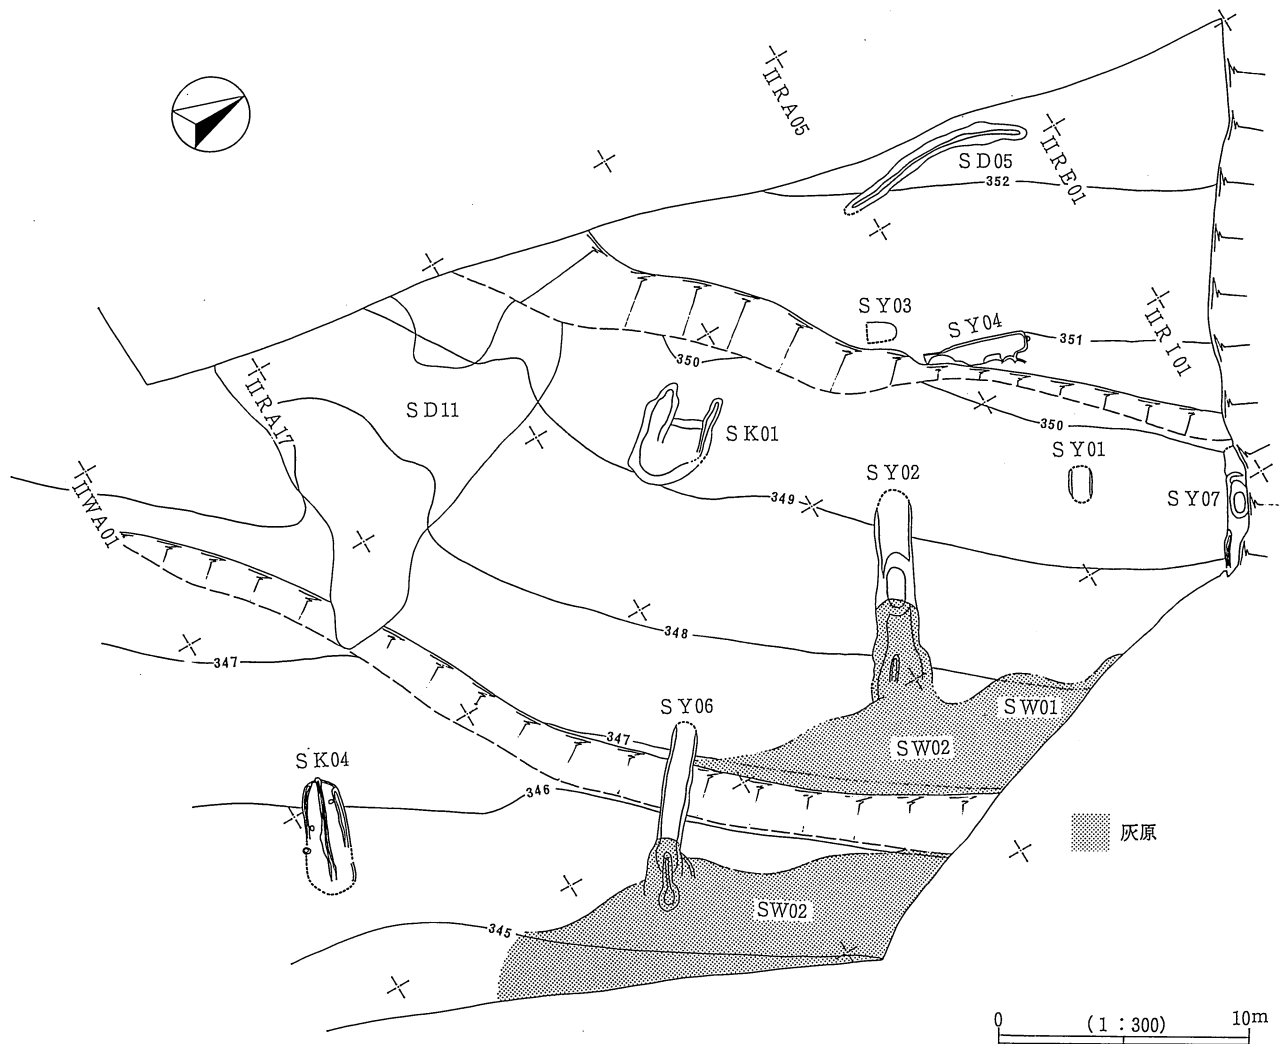 ⅡRA05
ⅡRE01
SD05
352
SY03
SY04
351
ⅡRI01
350
350
ⅡRA17
SD11
SK01
SY01
SY02
SY07
349
ⅡWA01
348
347
SY06
SW01
347
SW02
SK04
346
灰原
SW02
345
0 (1:300) 10m